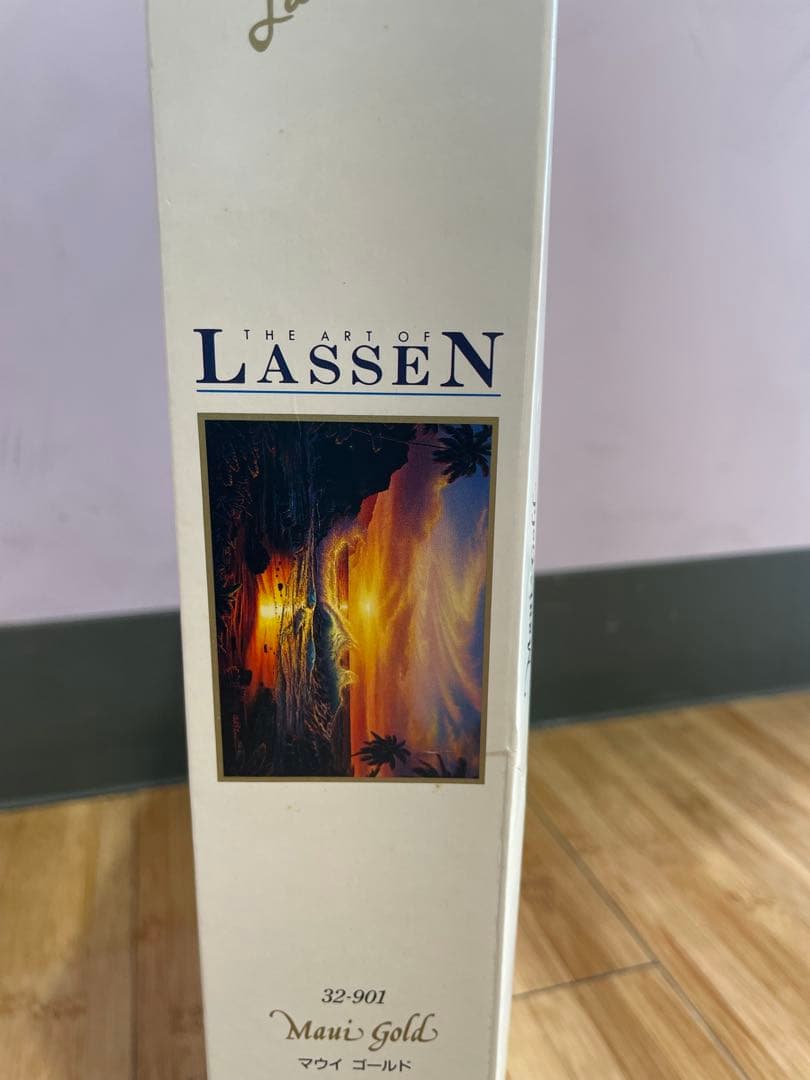 THE ART OF
LASSEN
32-901
Maui Gold
マウイ ゴールド